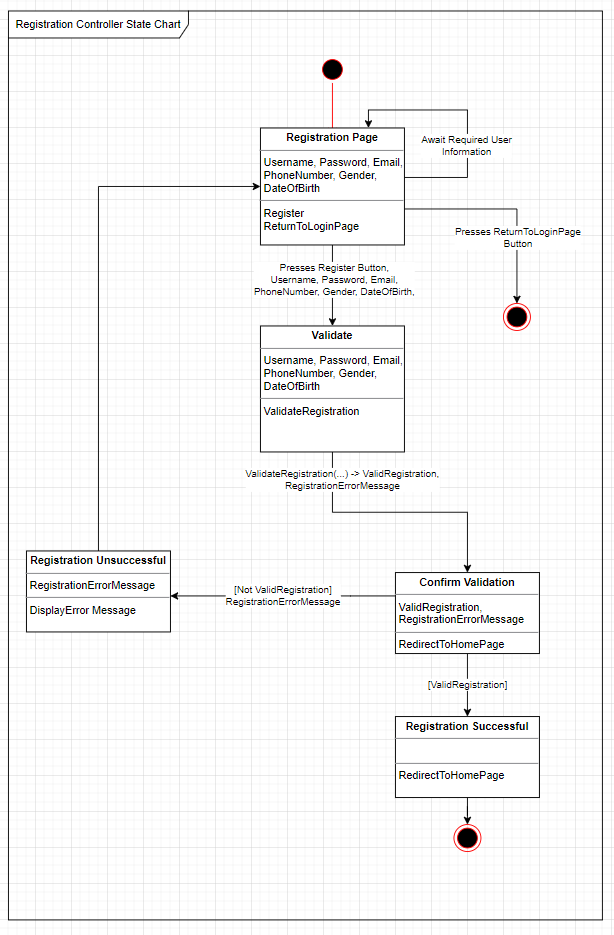 Registration Controller State Chart
Registration Page
Username, Password, Email,
PhoneNumber, Gender,
DateOfBirth
Register
ReturnToLoginPage
Await Required User
Information
Presses ReturnToLoginPage
Button
Presses Register Button,
Username, Password, Email,
PhoneNumber, Gender, DateOfBirth,
Validate
Username, Password, Email,
PhoneNumber, Gender,
DateOfBirth
ValidateRegistration
ValidateRegistration(...) -> ValidRegistration,
RegistrationErrorMessage
Registration Unsuccessful
RegistrationErrorMessage
DisplayError Message
[Not ValidRegistration]
RegistrationErrorMessage
Confirm Validation
ValidRegistration,
RegistrationErrorMessage
RedirectToHomePage
[ValidRegistration]
Registration Successful
RedirectToHomePage